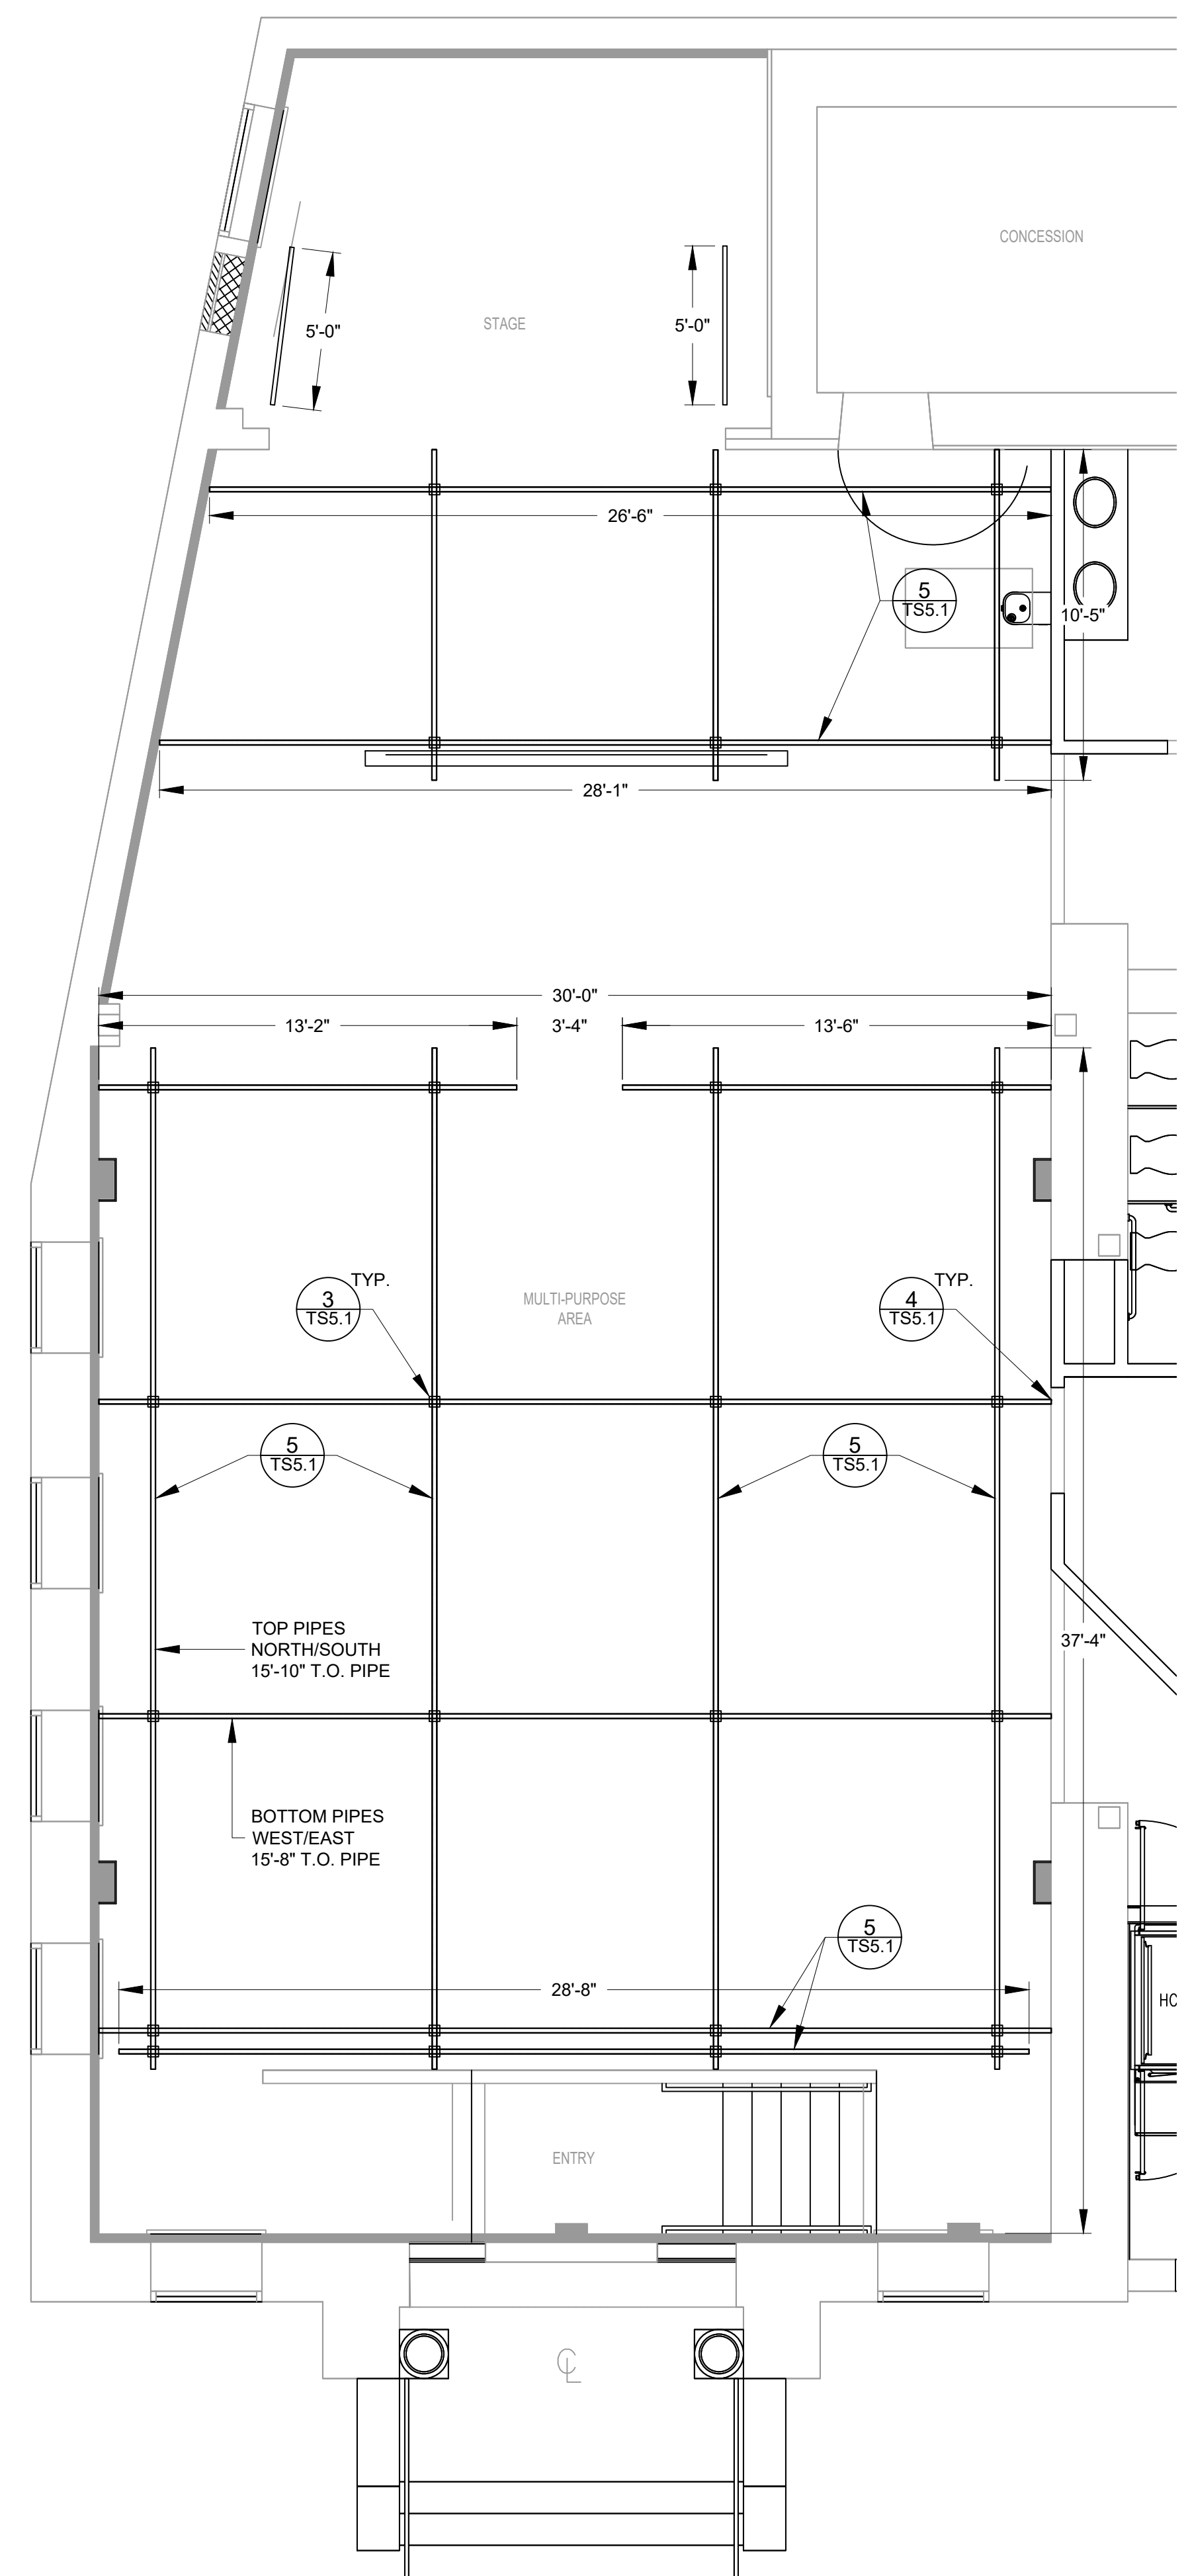 CONCESSION
STAGE
5'-0"
5'-0"
26'-6"
5
TS5.1
10'-5"
28'-1"
30'-0"
13'-2"
3'-4"
13'-6"
3
TS5.1
TYP.
MULTI-PURPOSE
AREA
4
TS5.1
TYP.
5
TS5.1
5
TS5.1
TOP PIPES
NORTH/SOUTH
15'-10" T.O. PIPE
37'-4"
BOTTOM PIPES
WEST/EAST
15'-8" T.O. PIPE
5
TS5.1
28'-8"
HC
ENTRY
CL